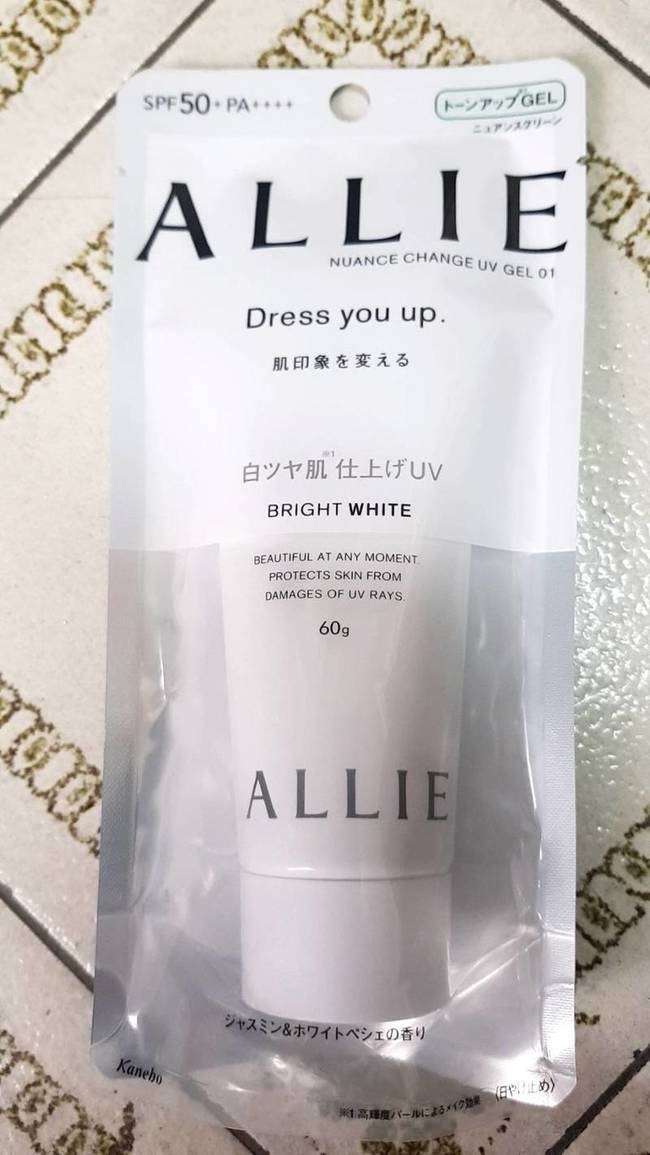 SPF50+ PA++++
トーンアップGEL
ニュアンスグリーン
ALLIE
NUANCE CHANGE UV GEL 01
Dress you up.
肌印象を変える
白ツヤ肌※1 仕上げUV
BRIGHT WHITE
BEAUTIFUL AT ANY MOMENT.
PROTECTS SKIN FROM
DAMAGES OF UV RAYS.
60g
ALLIE
ジャスミン&ホワイトペシェの香り
Kanebo
〈日やけ止め〉
※1 高輝度パールによるメイク効果